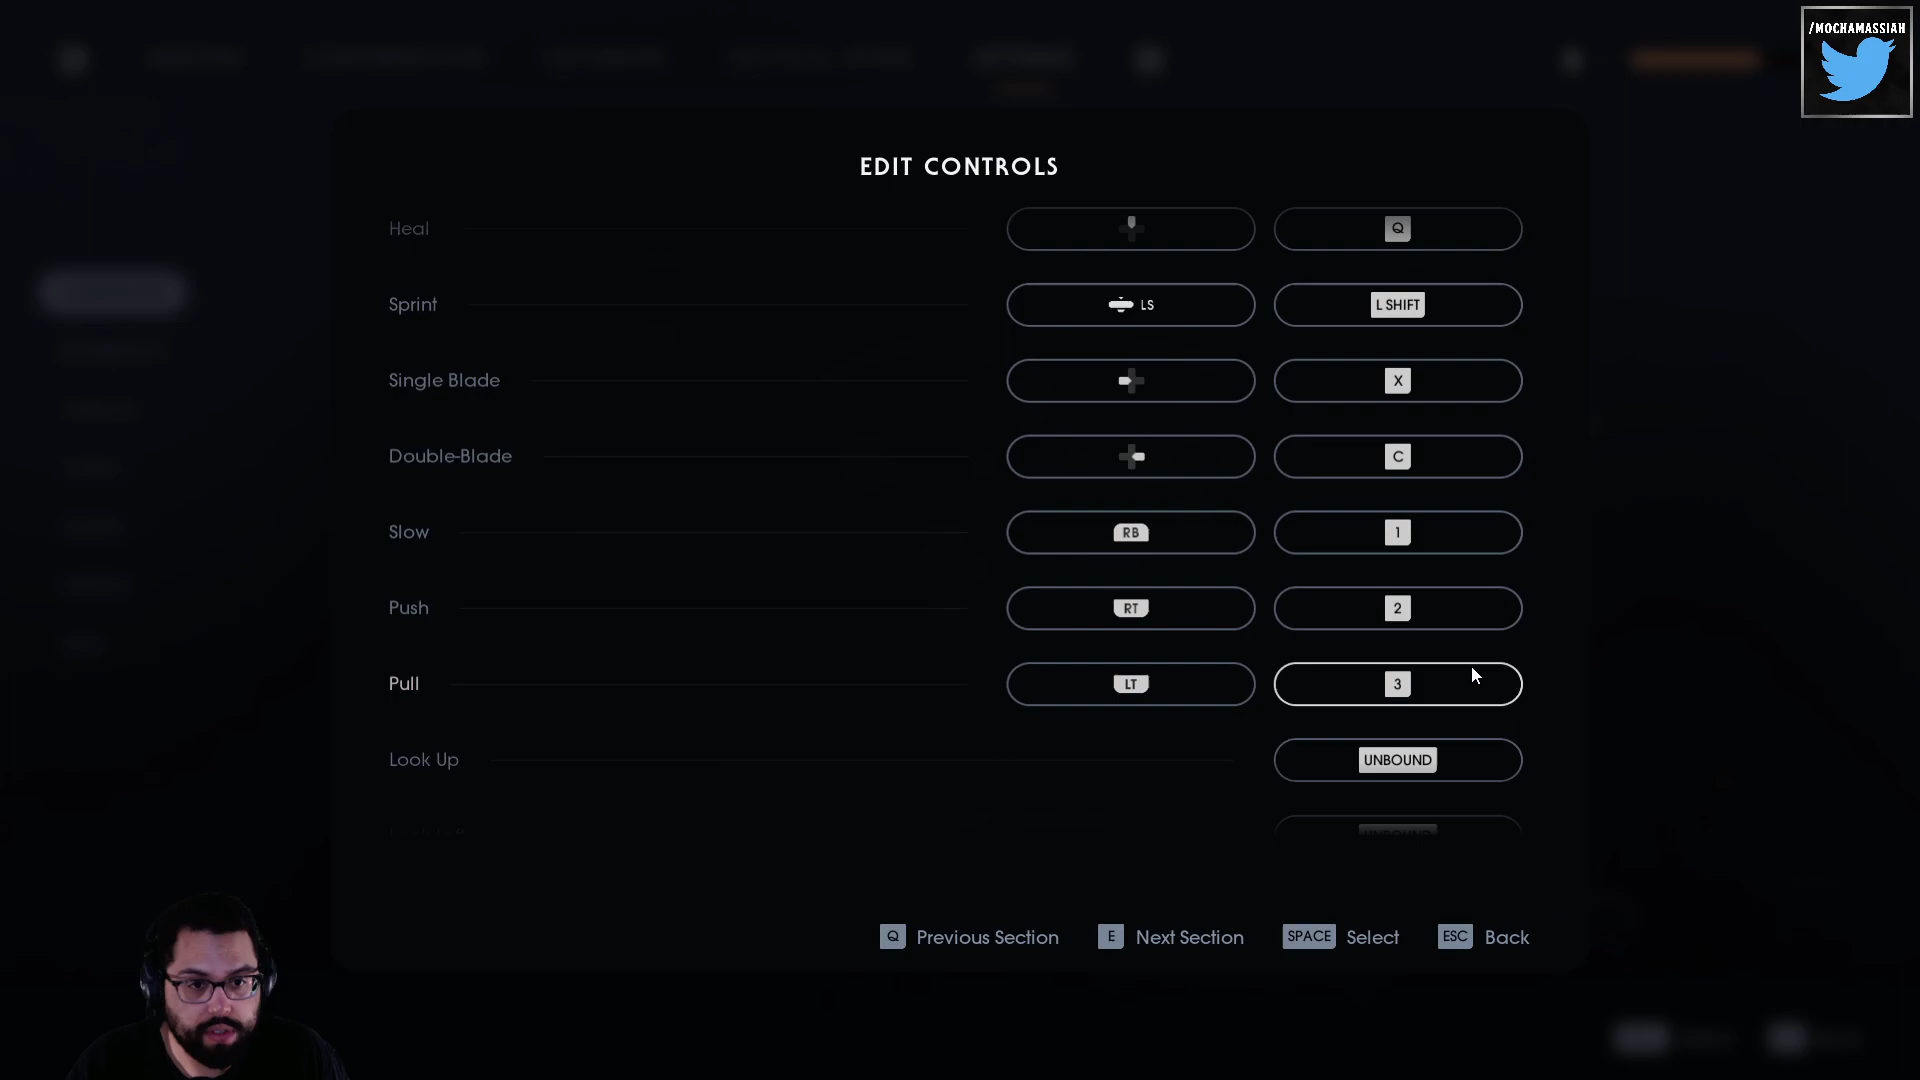 /MOCHAMASSIAH
EDIT CONTROLS
Heal Q
Sprint LS L SHIFT
Single Blade X
Double-Blade C
Slow RB 1
Push RT 2
Pull LT 3
Look Up UNBOUND
UNBOUND
Q Previous Section E Next Section SPACE Select ESC Back